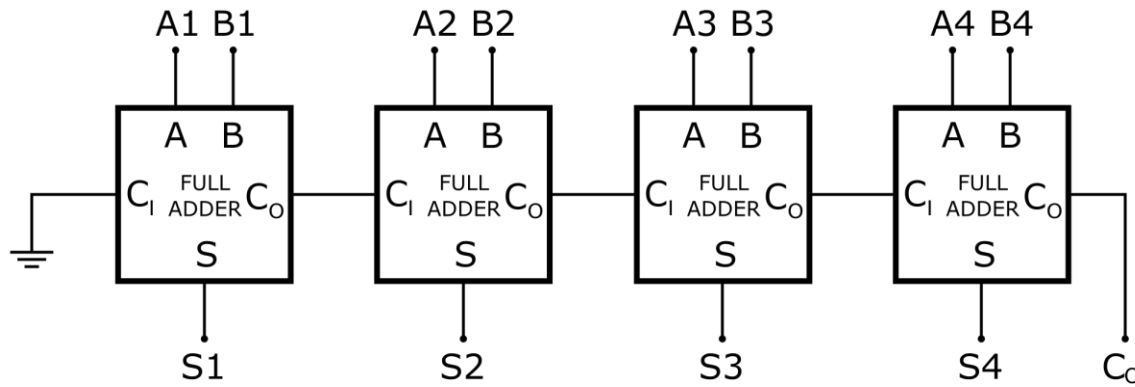 A1 B1 A2 B2 A3 B3 A4 B4
A B A B A B A B
C_I FULL ADDER C_O C_I FULL ADDER C_O C_I FULL ADDER C_O C_I FULL ADDER C_O
S S S S
S1 S2 S3 S4 C_O